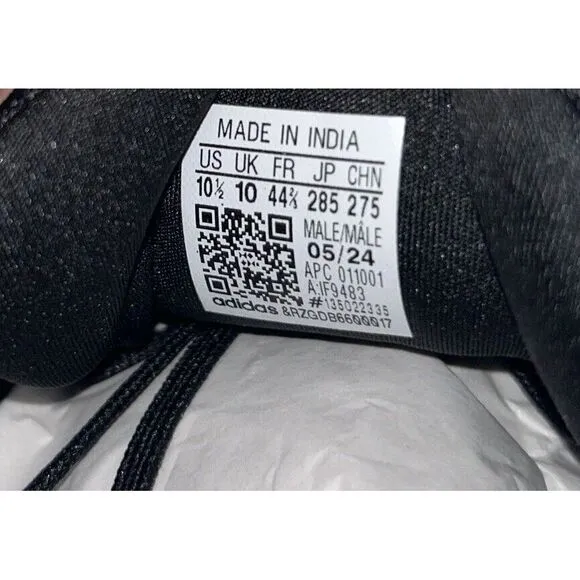 MADE IN INDIA
US UK FR JP CHN
10½ 10 44⅔ 285 275
MALE/MÂLE
05/24
APC 011001
A:IF9483
#135022335
adidas &RZGDB6600017